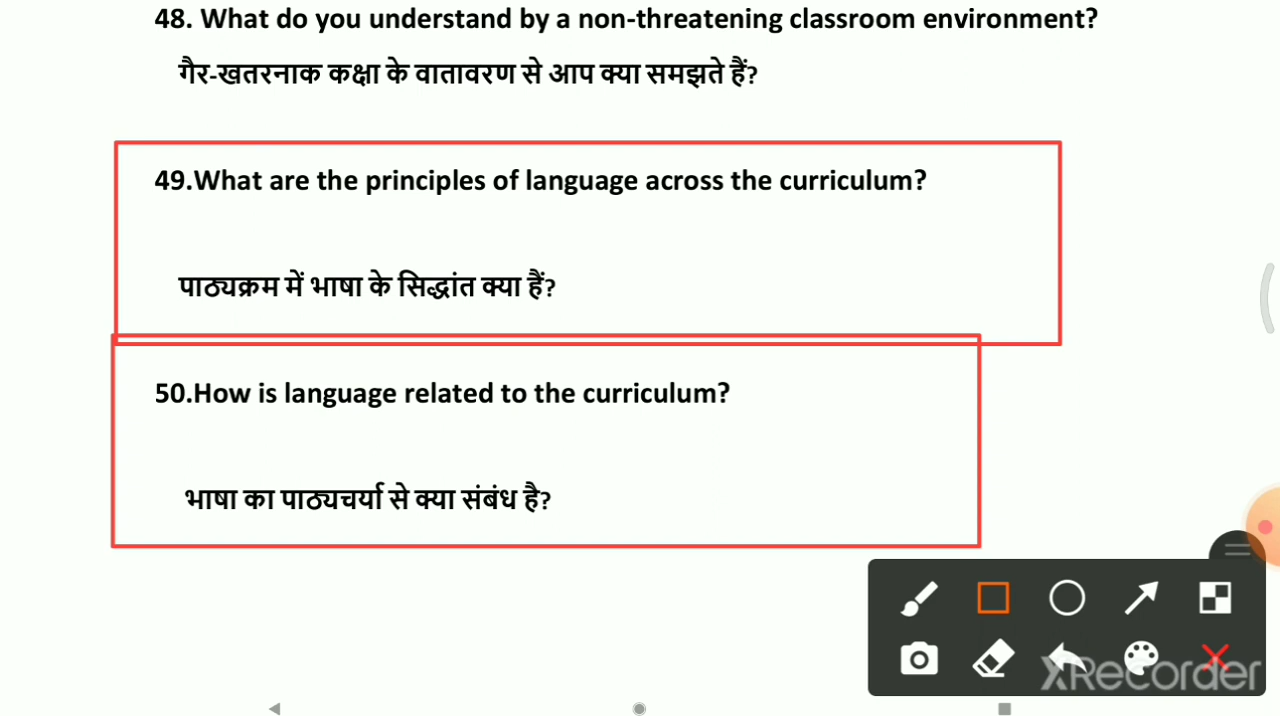 48. What do you understand by a non-threatening classroom environment?
गैर-खतरनाक कक्षा के वातावरण से आप क्या समझते हैं?
49.What are the principles of language across the curriculum?
पाठ्यक्रम में भाषा के सिद्धांत क्या हैं?
50.How is language related to the curriculum?
भाषा का पाठ्यचर्या से क्या संबंध है?
XRecorder